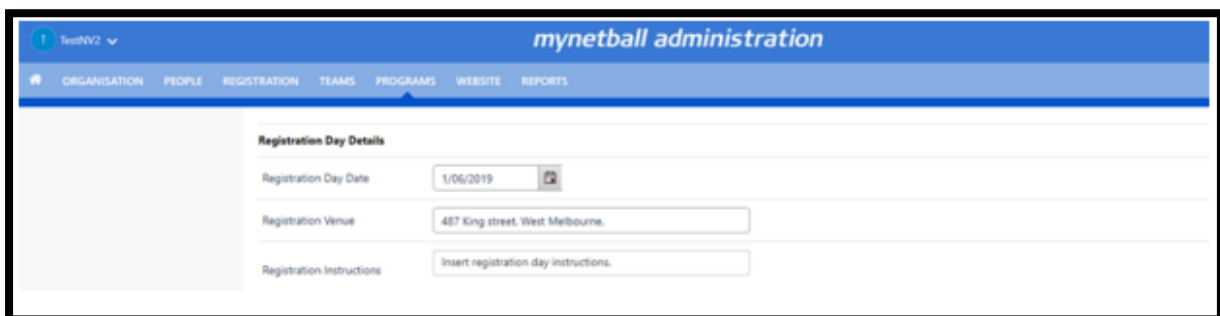 T TestNV2
mynetball administration
ORGANISATION PEOPLE REGISTRATION TEAMS PROGRAMS WEBSITE REPORTS
Registration Day Details
Registration Day Date 1/06/2019
Registration Venue 487 King street, West Melbourne.
Registration Instructions Insert registration day instructions.